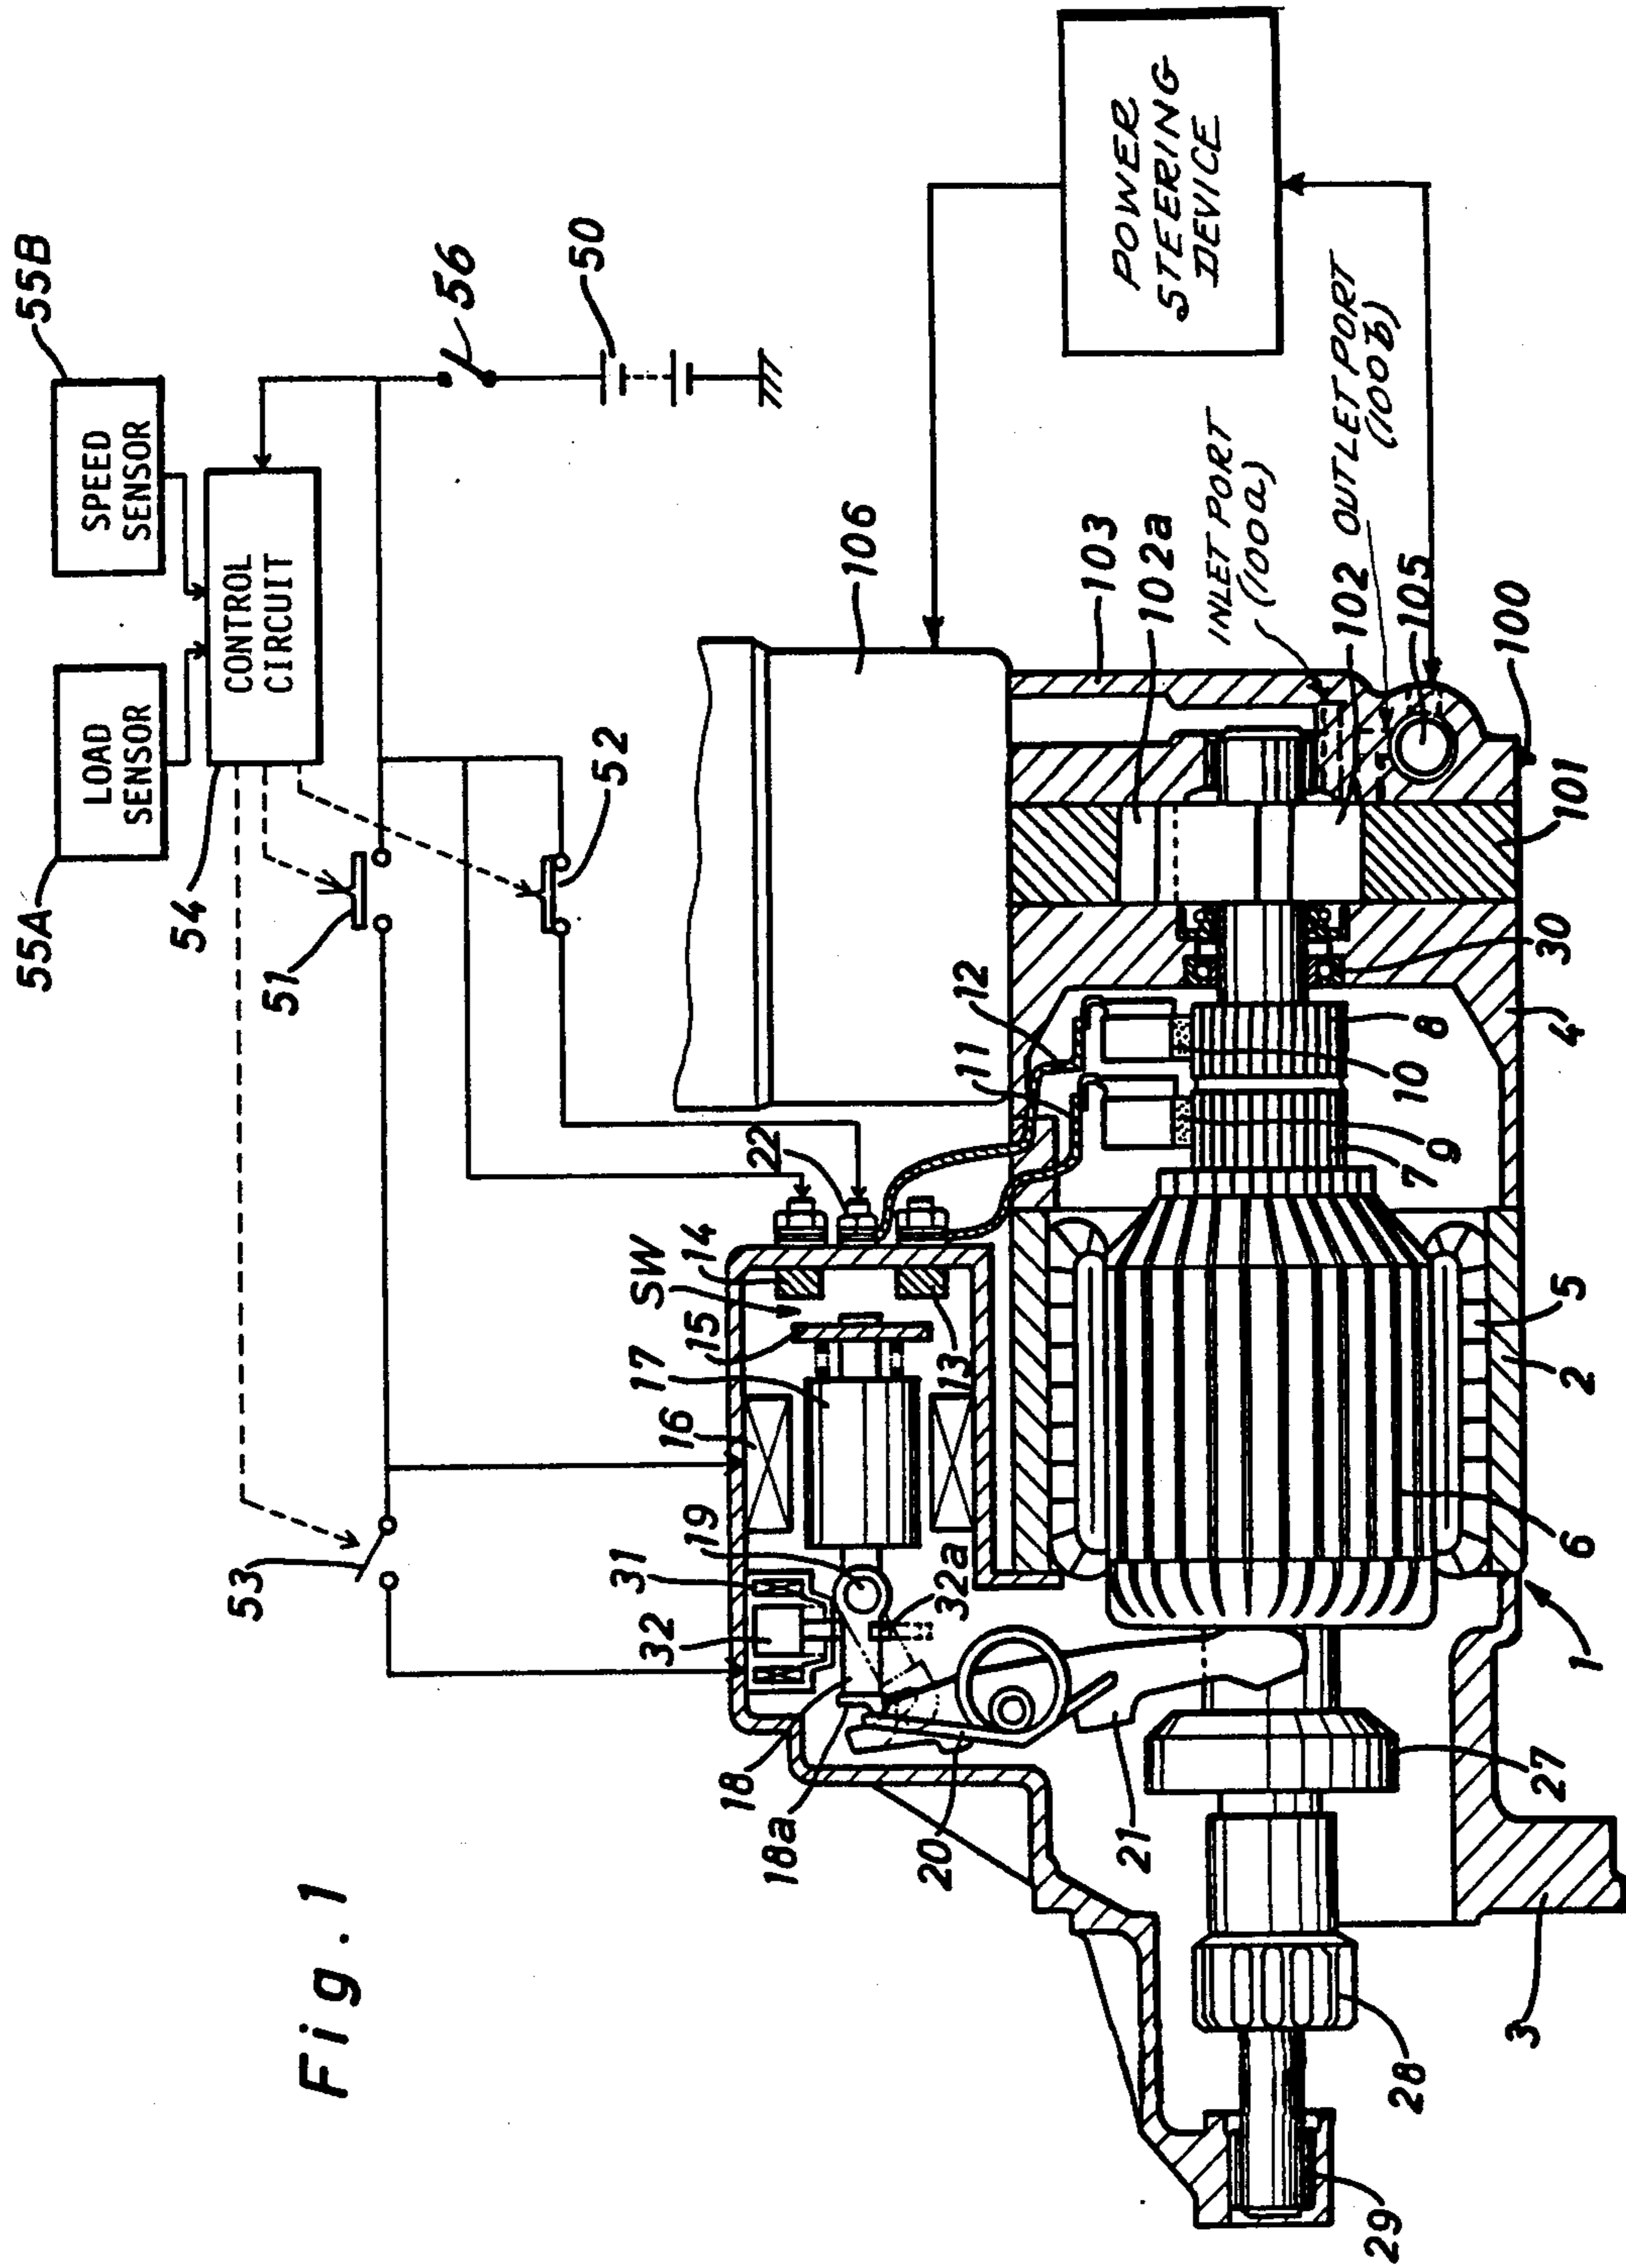 Fig. 1
55A
LOAD
SENSOR
55B
SPEED
SENSOR
54
CONTROL
CIRCUIT
51
52
53
56
50
106
POWER
STEERING
DEVICE
INLET PORT
(100a)
OUTLET PORT
(100b)
103
102a
102
105
100
101
30
4
8
10
9
7
12
11
22
14
SW
15
17
16
13
19
31
32
32a
18
18a
20
21
5
2
6
1
27
3
28
29